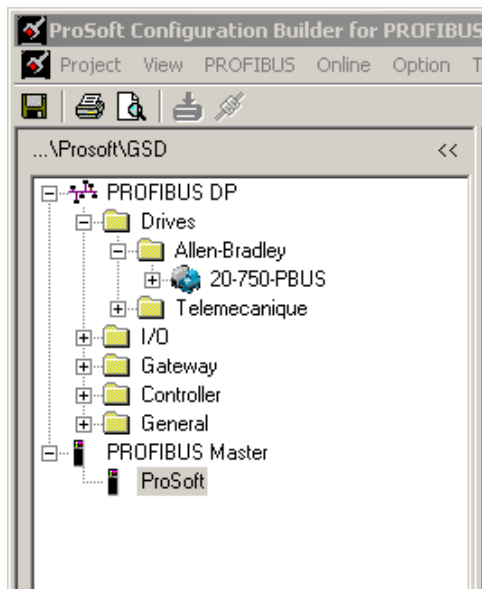 ProSoft Configuration Builder for PROFIBUS
Project View PROFIBUS Online Option T
...\Prosoft\GSD <<
PROFIBUS DP
Drives
Allen-Bradley
20-750-PBUS
Telemecanique
I/O
Gateway
Controller
General
PROFIBUS Master
ProSoft